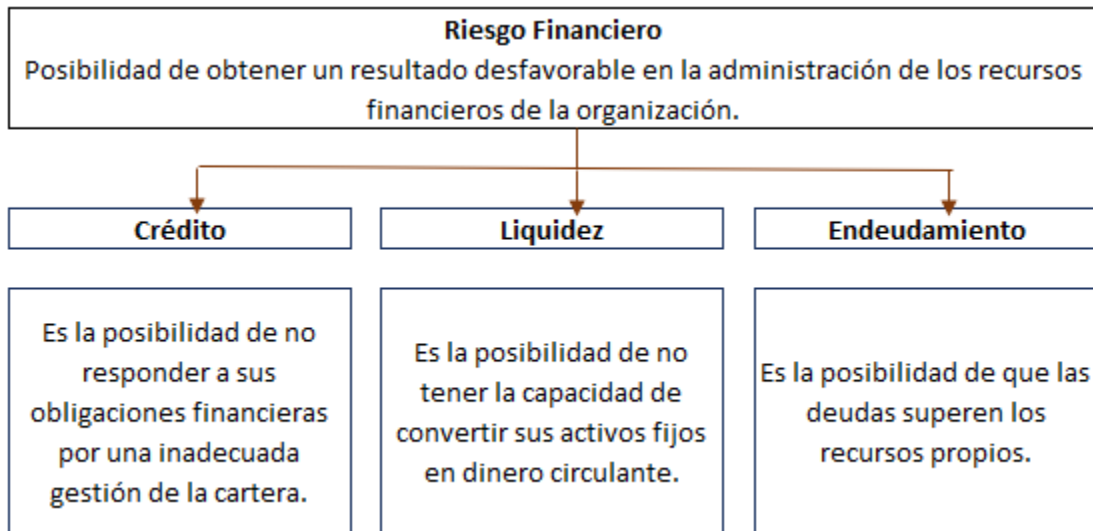 Riesgo Financiero
Posibilidad de obtener un resultado desfavorable en la administración de los recursos
financieros de la organización.
Crédito
Liquidez
Endeudamiento
Es la posibilidad de no
responder a sus
obligaciones financieras
por una inadecuada
gestión de la cartera.
Es la posibilidad de no
tener la capacidad de
convertir sus activos fijos
en dinero circulante.
Es la posibilidad de que las
deudas superen los
recursos propios.